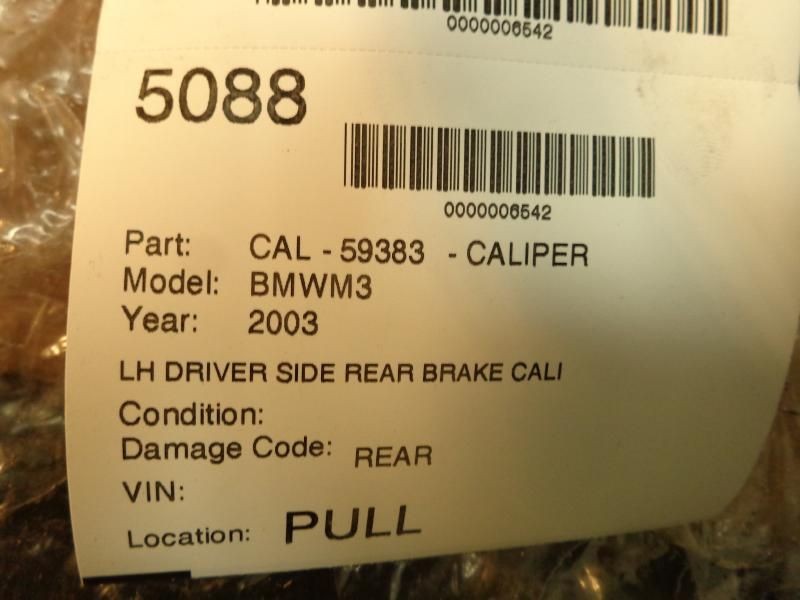 0000006542
5088
0000006542
Part: CAL - 59383 - CALIPER
Model: BMWM3
Year: 2003
LH DRIVER SIDE REAR BRAKE CALI
Condition:
Damage Code: REAR
VIN:
Location: PULL